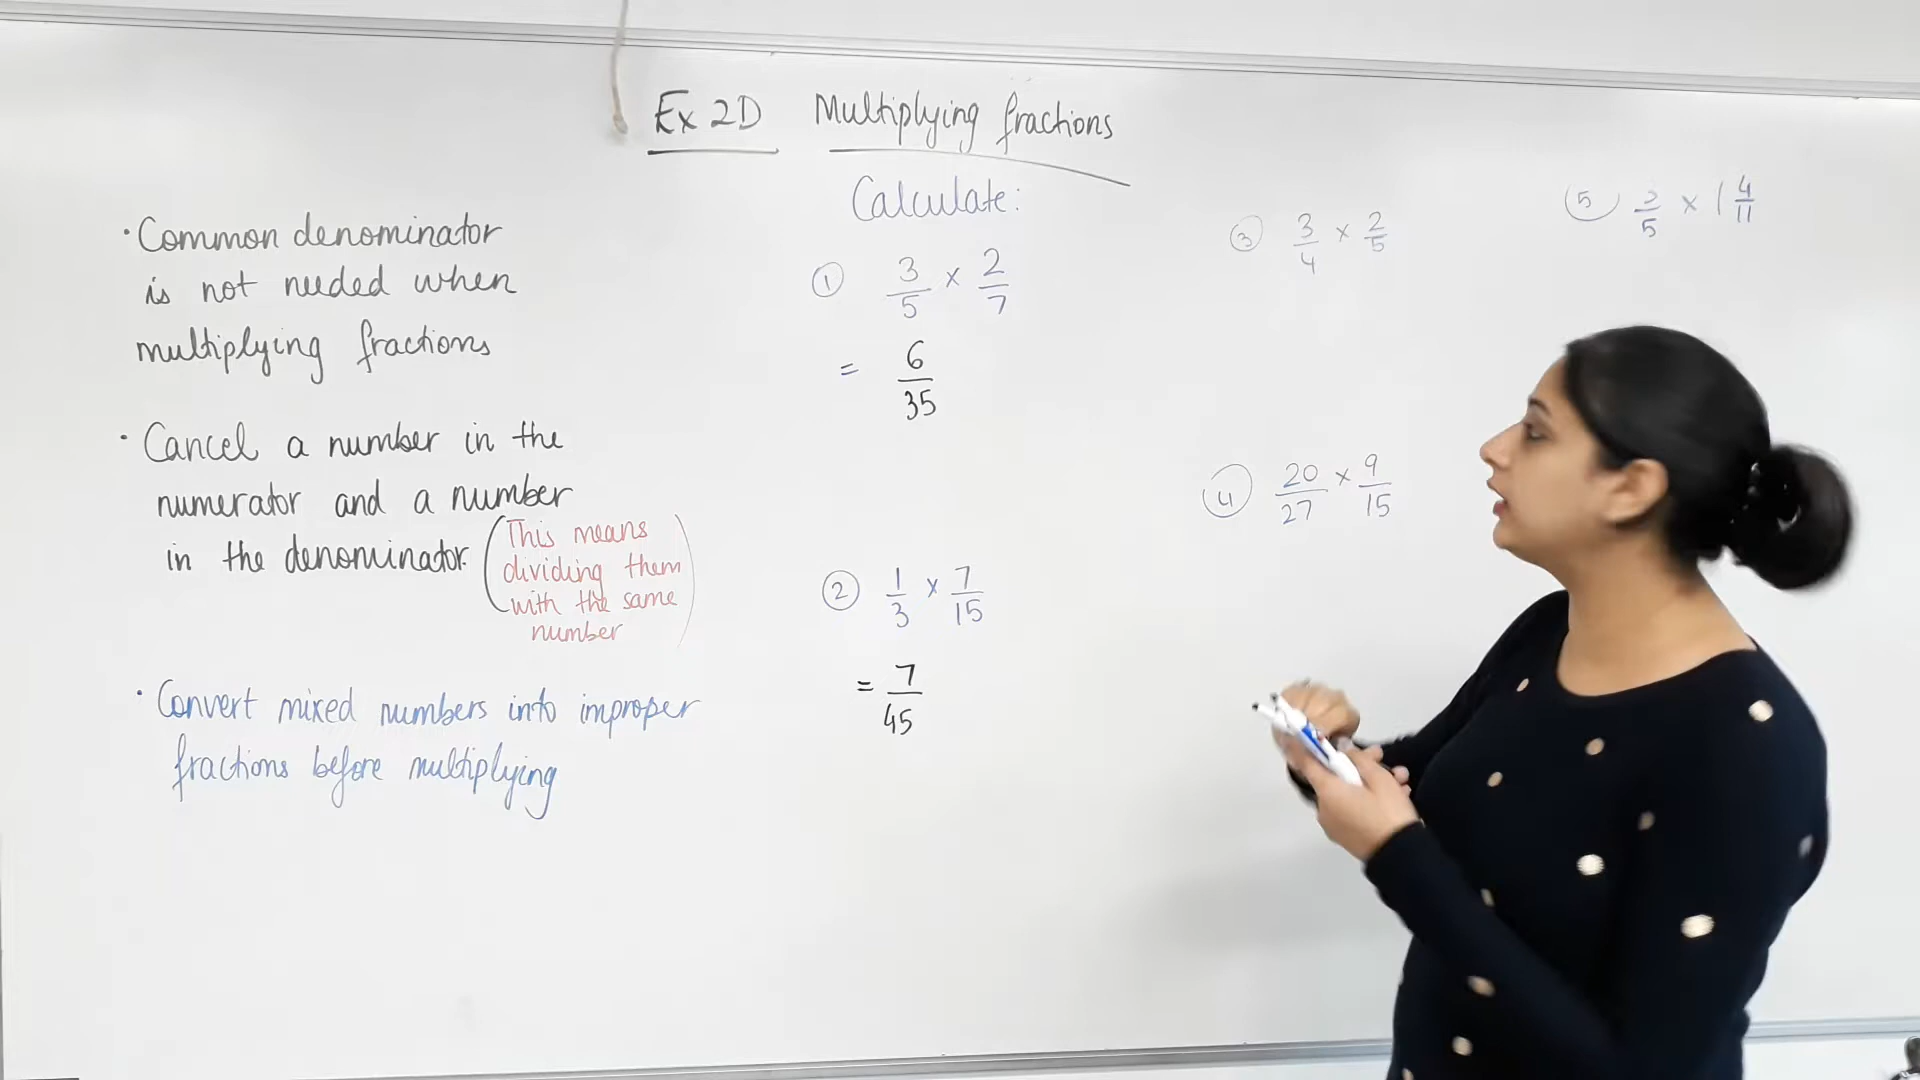 Ex 2D Multiplying fractions
Calculate:
• Common denominator
is not needed when
multiplying fractions
• Cancel a number in the
numerator and a number
in the denominator. (This means
dividing them
with the same
number)
• Convert mixed numbers into improper
fractions before multiplying
① 3/5 × 2/7
= 6/35
② 1/3 × 7/15
= 7/45
③ 3/4 × 2/5
④ 20/27 × 9/15
⑤ /5 × 1 4/11